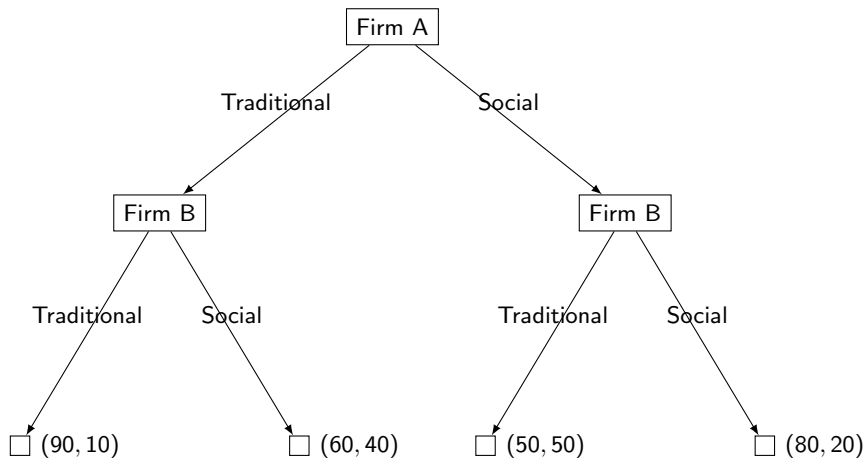 Firm A
Traditional
Social
Firm B
Firm B
Traditional
Social
Traditional
Social
(90, 10)
(60, 40)
(50, 50)
(80, 20)